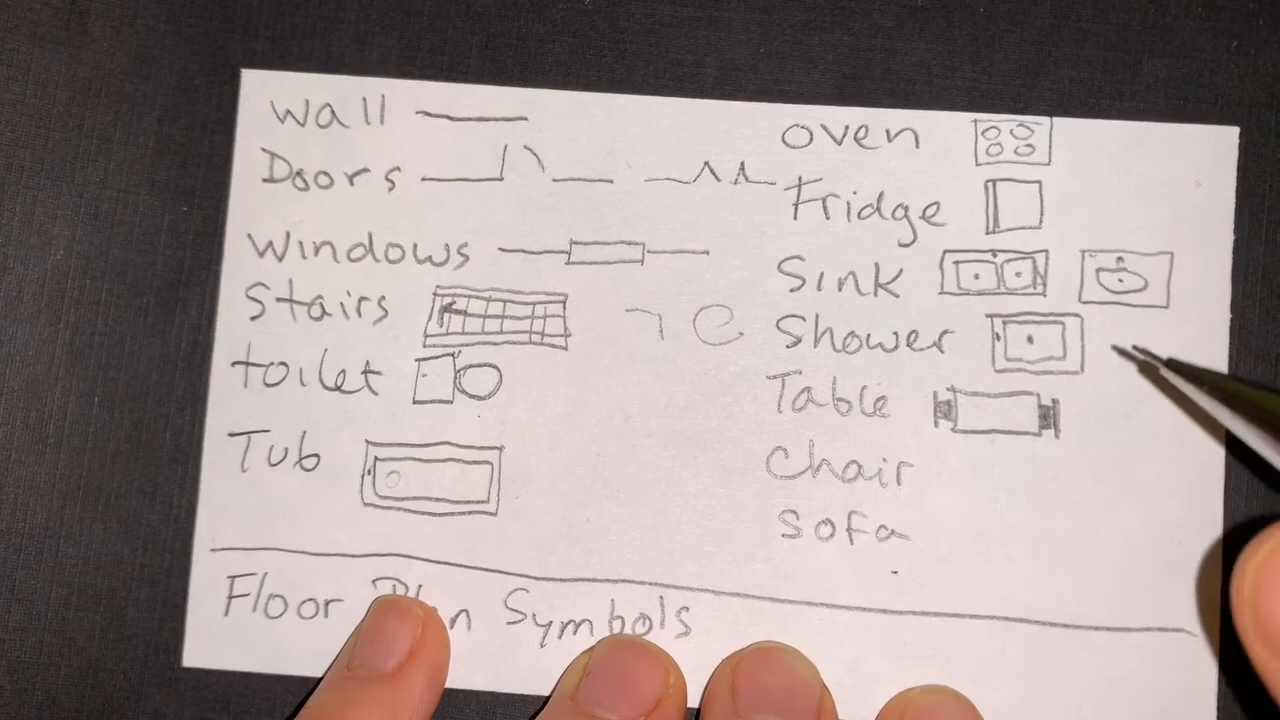 Wall
Doors
Windows
Stairs
toilet
Tub
oven
Fridge
Sink
Shower
Table
Chair
Sofa
Floor Symbols